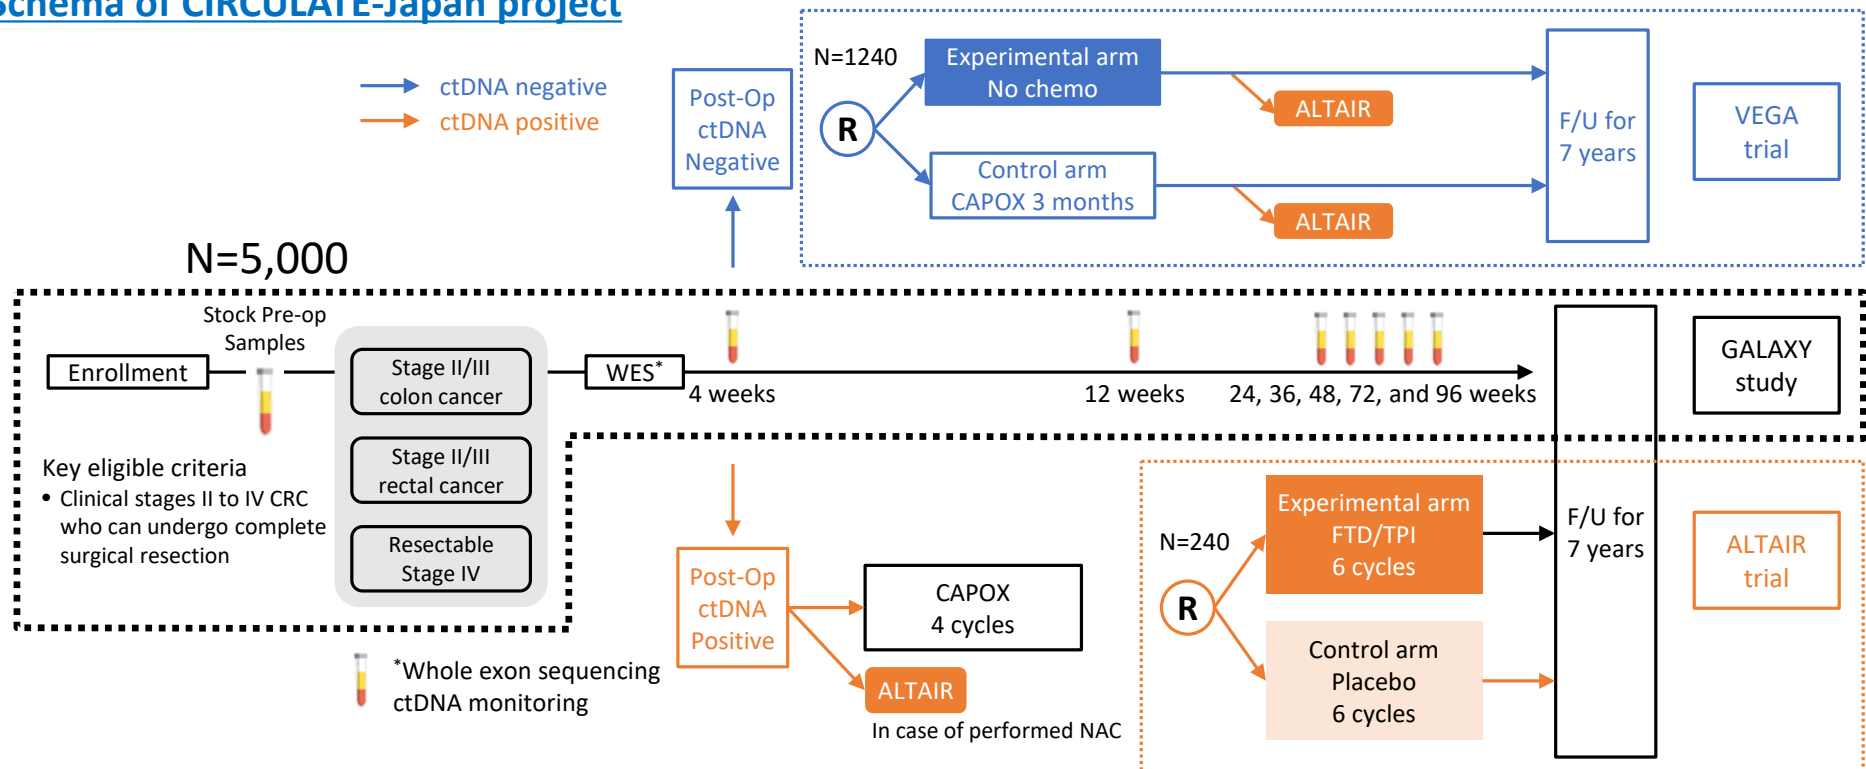 Schema of CIRCULATE-Japan project
ctDNA negative
ctDNA positive
Post-Op
ctDNA
Negative
N=1240
R
Experimental arm
No chemo
ALTAIR
Control arm
CAPOX 3 months
ALTAIR
F/U for
7 years
VEGA
trial
N=5,000
Stock Pre-op
Samples
Enrollment
Stage II/III
colon cancer
Stage II/III
rectal cancer
Resectable
Stage IV
WES*
4 weeks
12 weeks
24, 36, 48, 72, and 96 weeks
GALAXY
study
Key eligible criteria
• Clinical stages II to IV CRC
who can undergo complete
surgical resection
*Whole exon sequencing
ctDNA monitoring
Post-Op
ctDNA
Positive
CAPOX
4 cycles
ALTAIR
In case of performed NAC
N=240
R
Experimental arm
FTD/TPI
6 cycles
Control arm
Placebo
6 cycles
F/U for
7 years
ALTAIR
trial